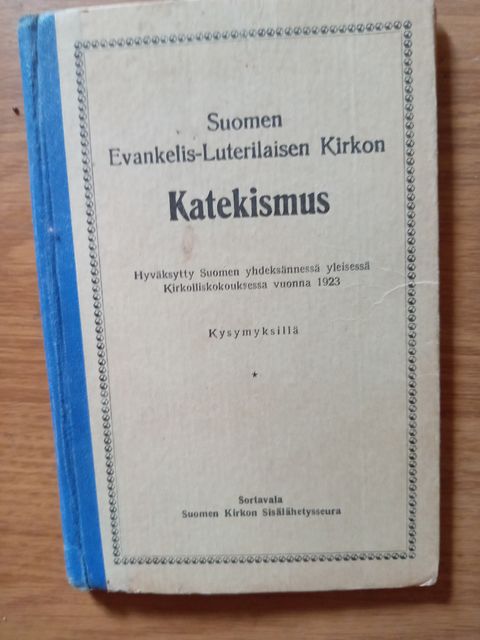 Suomen
Evankelis-Luterilaisen Kirkon
Katekismus
Hyväksytty Suomen yhdeksännessä yleisessä
Kirkolliskokouksessa vuonna 1923
Kysymyksillä
*
Sortavala
Suomen Kirkon Sisälähetysseura